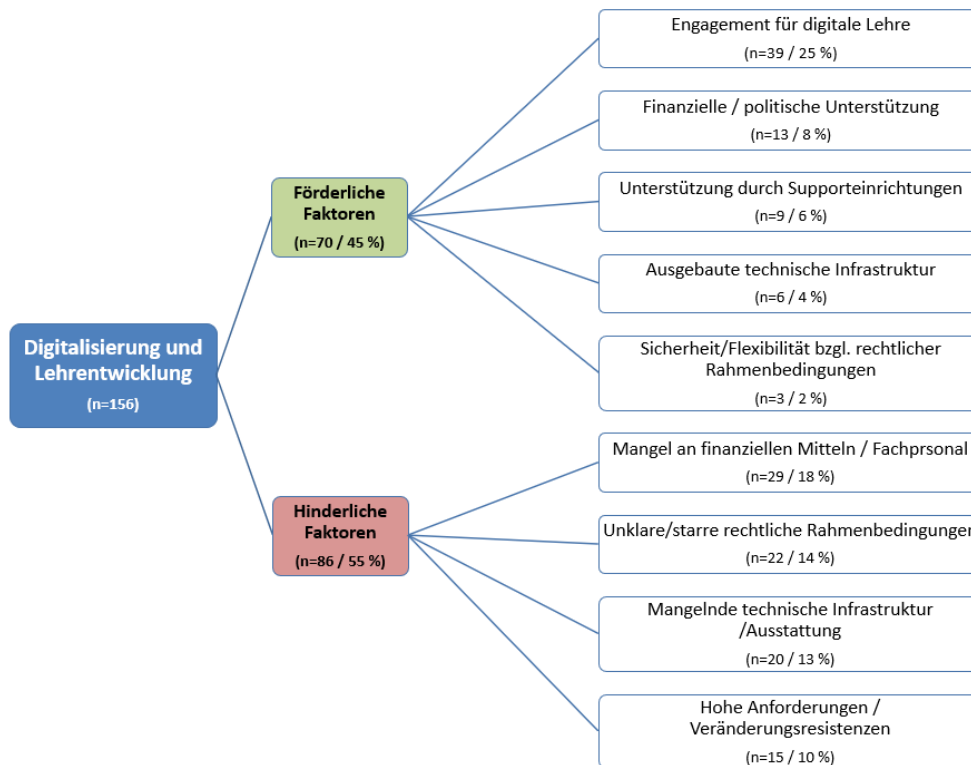 Digitalisierung und
Lehrentwicklung
(n=156)
Förderliche
Faktoren
(n=70 / 45 %)
Engagement für digitale Lehre
(n=39 / 25 %)
Finanzielle / politische Unterstützung
(n=13 / 8 %)
Unterstützung durch Supporteinrichtungen
(n=9 / 6 %)
Ausgebaute technische Infrastruktur
(n=6 / 4 %)
Sicherheit/Flexibilität bzgl. rechtlicher
Rahmenbedingungen
(n=3 / 2 %)
Hinderliche
Faktoren
(n=86 / 55 %)
Mangel an finanziellen Mitteln / Fachprsonal
(n=29 / 18 %)
Unklare/starre rechtliche Rahmenbedingungen
(n=22 / 14 %)
Mangelnde technische Infrastruktur
/Ausstattung
(n=20 / 13 %)
Hohe Anforderungen /
Veränderungsresistenzen
(n=15 / 10 %)